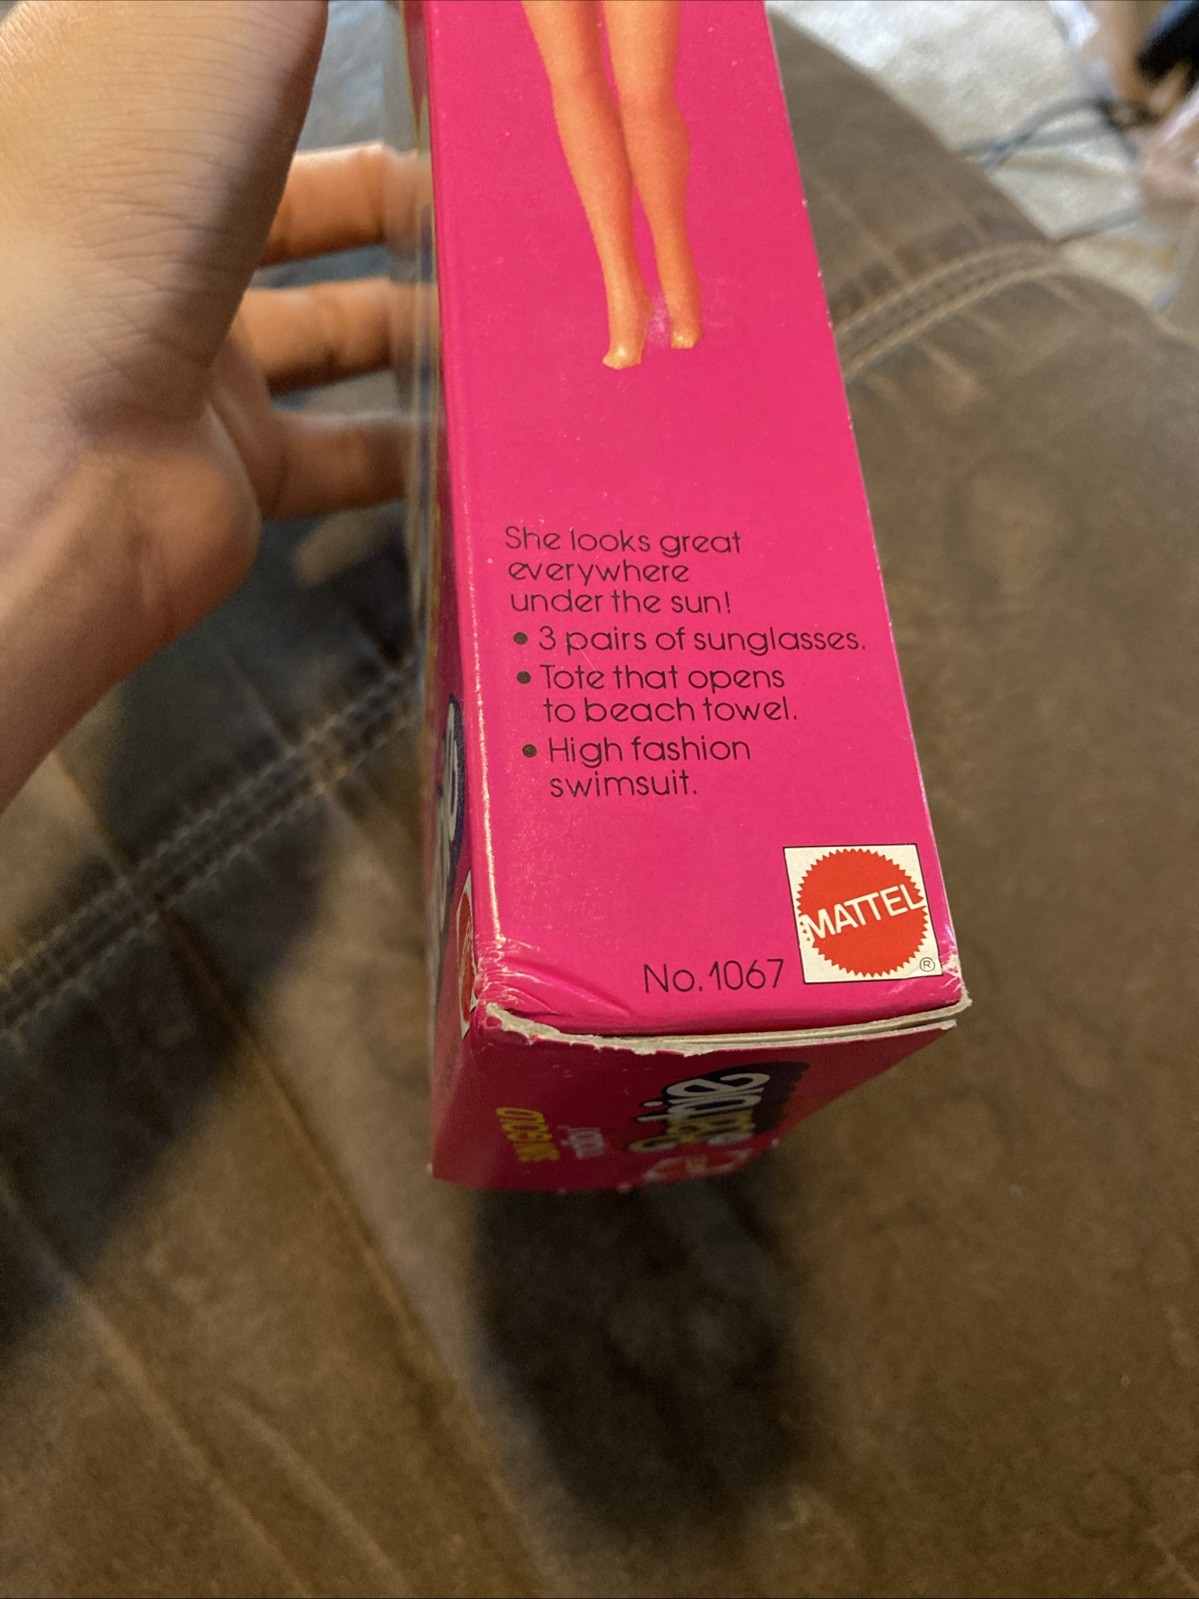 She looks great
everywhere
under the sun!
• 3 pairs of sunglasses.
• Tote that opens
to beach towel.
• High fashion
swimsuit.
MATTEL
®
No. 1067
Barbie